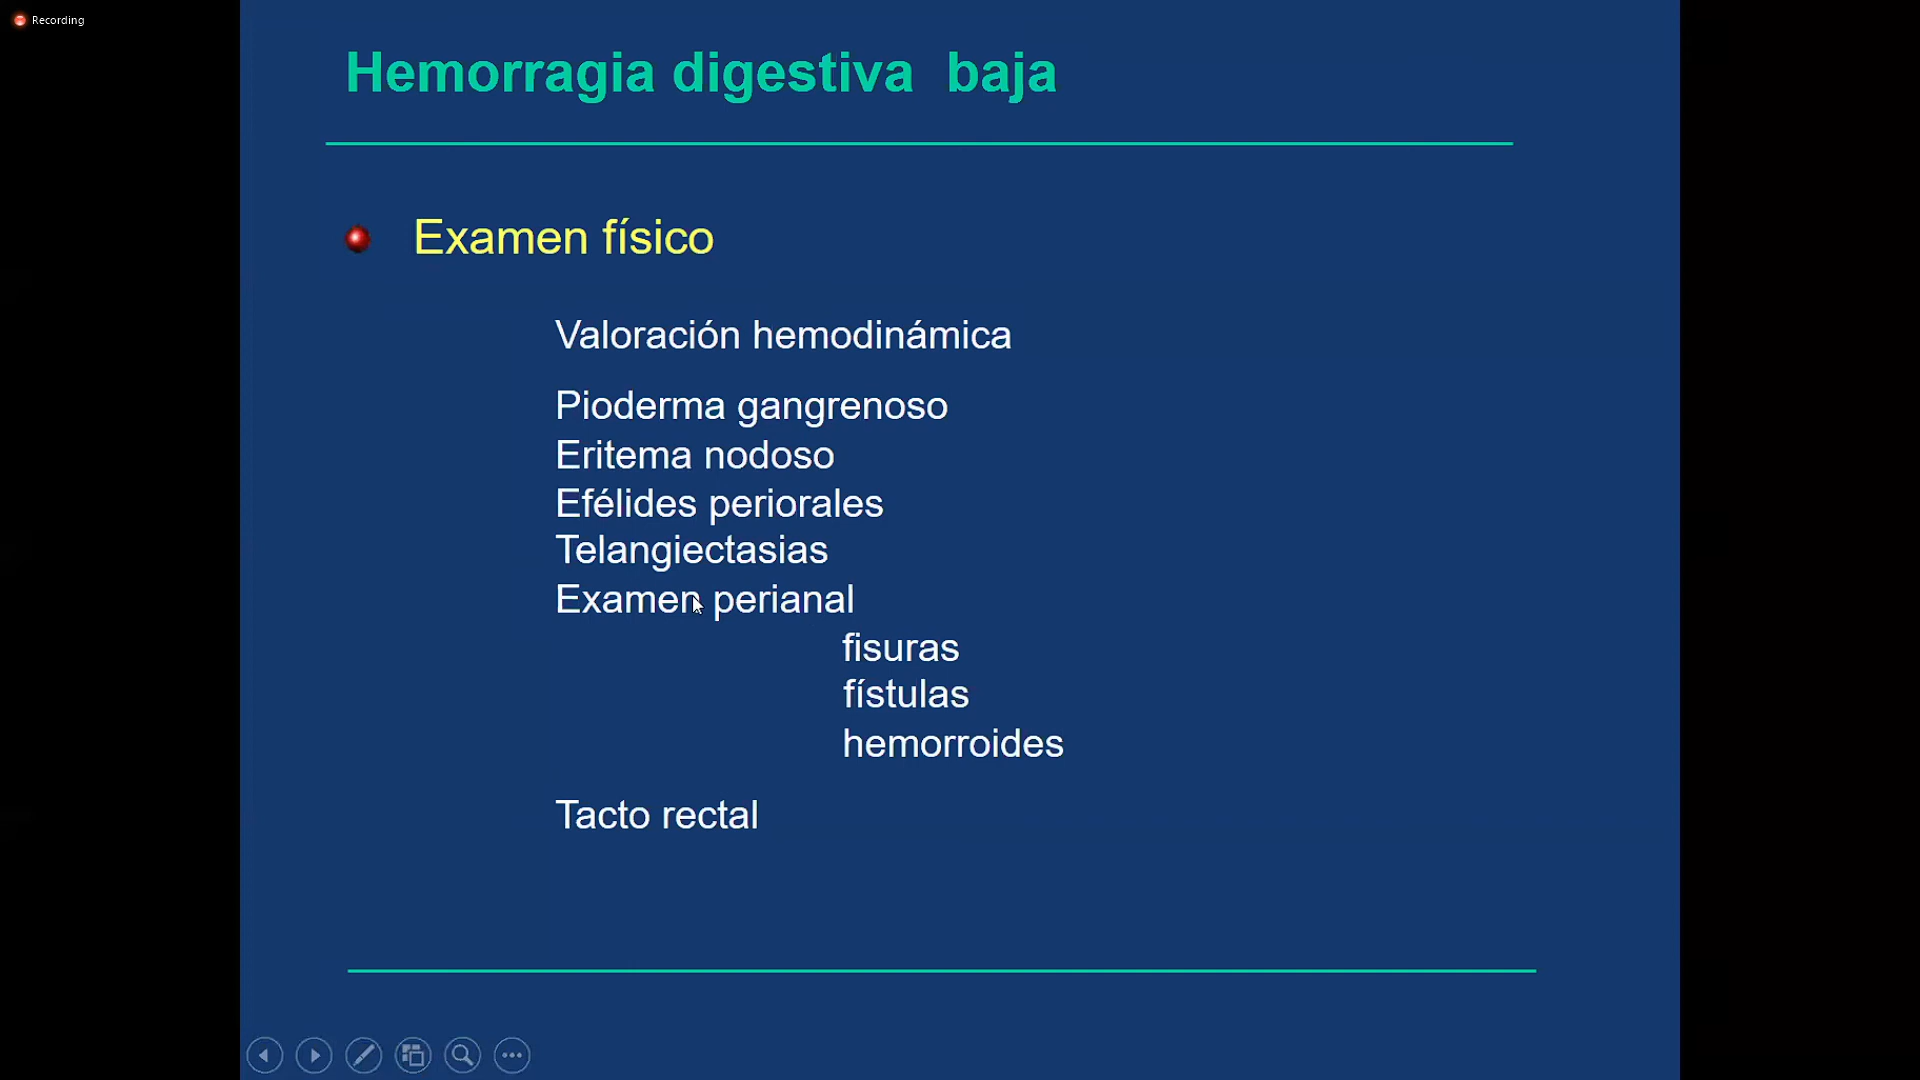 Recording
Hemorragia digestiva baja
Examen físico
Valoración hemodinámica
Pioderma gangrenoso
Eritema nodoso
Efélides periorales
Telangiectasias
Examen perianal
fisuras
fístulas
hemorroides
Tacto rectal